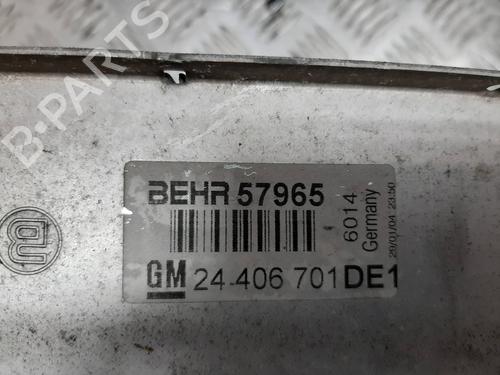 B-PARTS
BEHR 57965
6014
Germany
29/01/04 23:50
GM 24 406 701 DE1